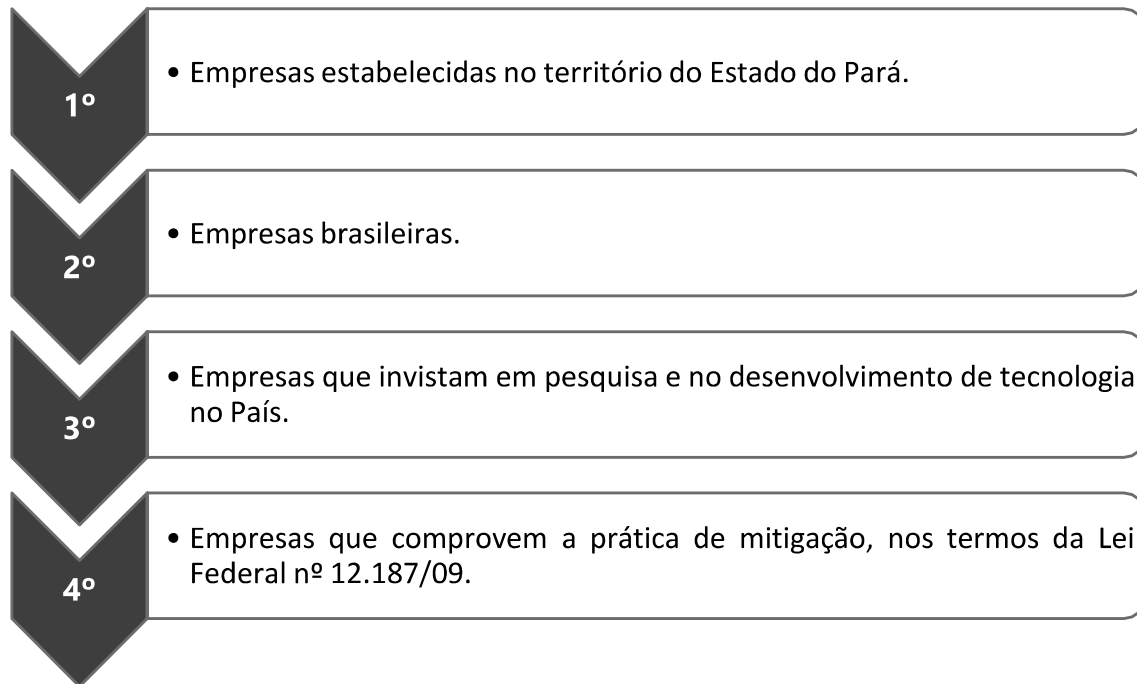 1º
• Empresas estabelecidas no território do Estado do Pará.
2º
• Empresas brasileiras.
3º
• Empresas que invistam em pesquisa e no desenvolvimento de tecnologia
no País.
4º
• Empresas que comprovem a prática de mitigação, nos termos da Lei
Federal nº 12.187/09.